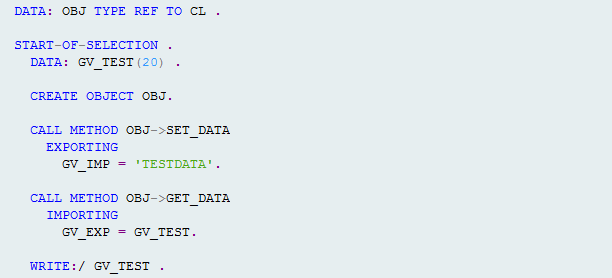 DATA: OBJ TYPE REF TO CL .
START-OF-SELECTION .
DATA: GV_TEST(20) .
CREATE OBJECT OBJ.
CALL METHOD OBJ->SET_DATA
EXPORTING
GV_IMP = 'TESTDATA'.
CALL METHOD OBJ->GET_DATA
IMPORTING
GV_EXP = GV_TEST.
WRITE:/ GV_TEST .